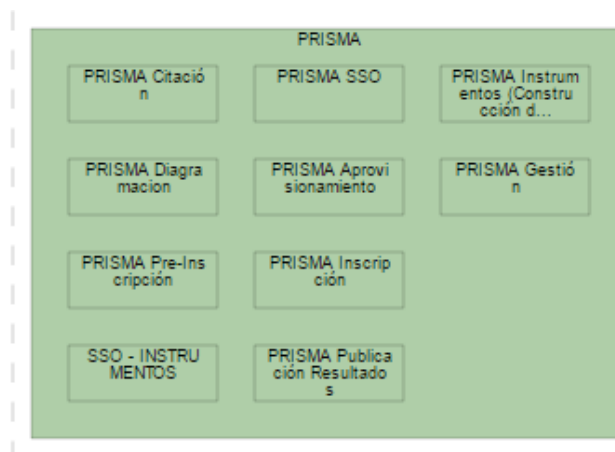 PRISMA
PRISMA Citació
n
PRISMA SSO
PRISMA Instrum
entos (Constru
cción d...
PRISMA Diagra
macion
PRISMA Aprovi
sionamiento
PRISMA Gestió
n
PRISMA Pre-Ins
cripción
PRISMA Inscrip
ción
SSO - INSTRU
MENTOS
PRISMA Publica
ción Resultado
s